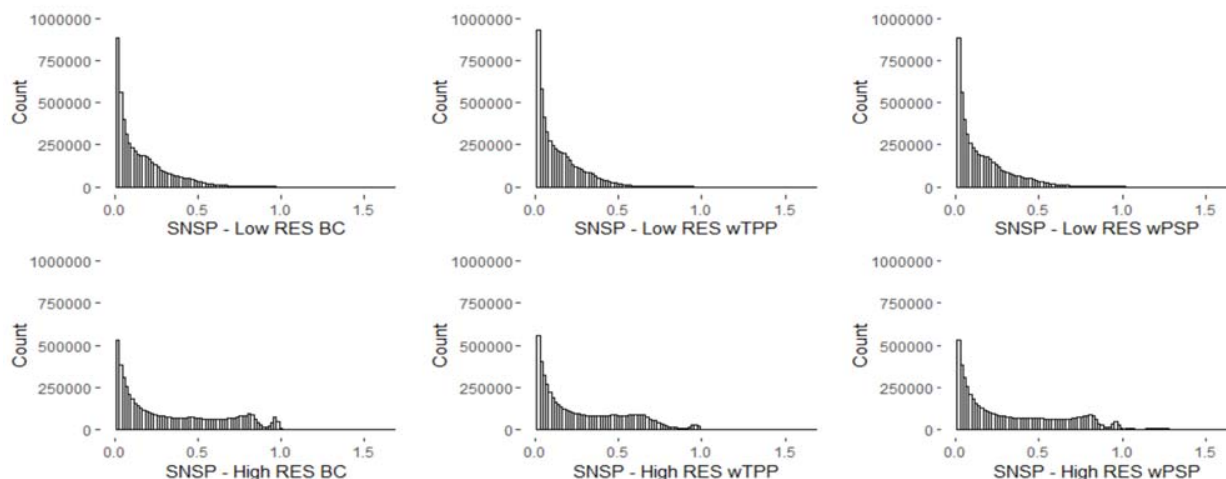 1000000
750000
500000
250000
0
Count
0.0 0.5 1.0 1.5
SNSP - Low RES BC
1000000
750000
500000
250000
0
Count
0.0 0.5 1.0 1.5
SNSP - Low RES wTPP
1000000
750000
500000
250000
0
Count
0.0 0.5 1.0 1.5
SNSP - Low RES wPSP
1000000
750000
500000
250000
0
Count
0.0 0.5 1.0 1.5
SNSP - High RES BC
1000000
750000
500000
250000
0
Count
0.0 0.5 1.0 1.5
SNSP - High RES wTPP
1000000
750000
500000
250000
0
Count
0.0 0.5 1.0 1.5
SNSP - High RES wPSP